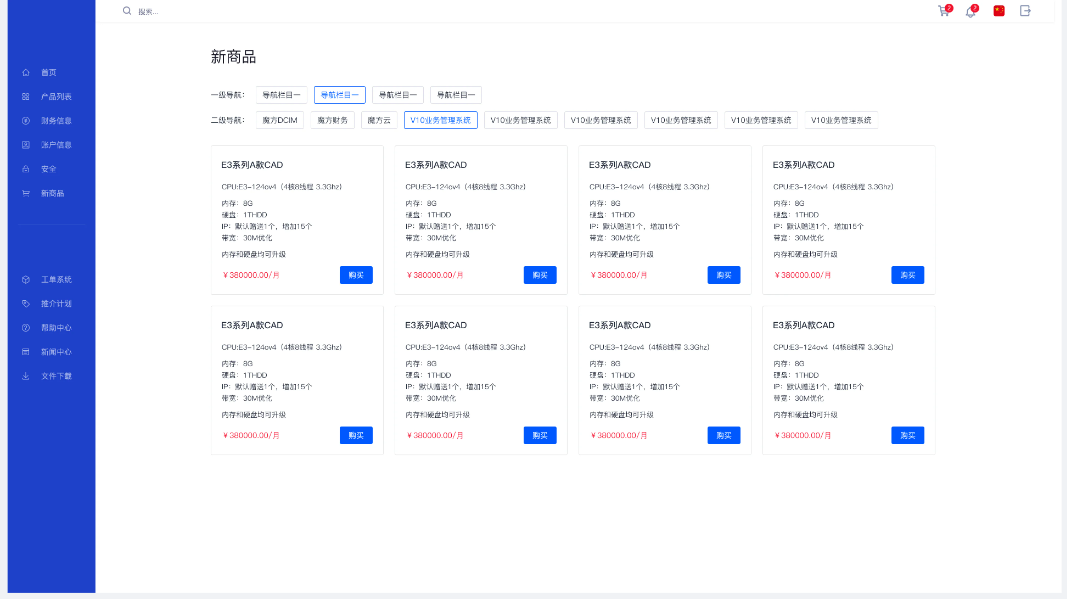 搜索...
2
2
首页
产品列表
财务信息
账户信息
安全
新商品
工单系统
推介计划
帮助中心
新闻中心
文件下载
新商品
一级导航： 导航栏目一 导航栏目一 导航栏目一 导航栏目一
二级导航： 魔方DCIM 魔方财务 魔方云 V10业务管理系统 V10业务管理系统 V10业务管理系统 V10业务管理系统 V10业务管理系统 V10业务管理系统
E3系列A款CAD
CPU:E3-124ov4（4核8线程 3.3Ghz）
内存：8G
硬盘：1THDD
IP：默认赠送1个，增加15个
带宽：30M优化
内存和硬盘均可升级
￥380000.00/月 购买
E3系列A款CAD
CPU:E3-124ov4（4核8线程 3.3Ghz）
内存：8G
硬盘：1THDD
IP：默认赠送1个，增加15个
带宽：30M优化
内存和硬盘均可升级
￥380000.00/月 购买
E3系列A款CAD
CPU:E3-124ov4（4核8线程 3.3Ghz）
内存：8G
硬盘：1THDD
IP：默认赠送1个，增加15个
带宽：30M优化
内存和硬盘均可升级
￥380000.00/月 购买
E3系列A款CAD
CPU:E3-124ov4（4核8线程 3.3Ghz）
内存：8G
硬盘：1THDD
IP：默认赠送1个，增加15个
带宽：30M优化
内存和硬盘均可升级
￥380000.00/月 购买
E3系列A款CAD
CPU:E3-124ov4（4核8线程 3.3Ghz）
内存：8G
硬盘：1THDD
IP：默认赠送1个，增加15个
带宽：30M优化
内存和硬盘均可升级
￥380000.00/月 购买
E3系列A款CAD
CPU:E3-124ov4（4核8线程 3.3Ghz）
内存：8G
硬盘：1THDD
IP：默认赠送1个，增加15个
带宽：30M优化
内存和硬盘均可升级
￥380000.00/月 购买
E3系列A款CAD
CPU:E3-124ov4（4核8线程 3.3Ghz）
内存：8G
硬盘：1THDD
IP：默认赠送1个，增加15个
带宽：30M优化
内存和硬盘均可升级
￥380000.00/月 购买
E3系列A款CAD
CPU:E3-124ov4（4核8线程 3.3Ghz）
内存：8G
硬盘：1THDD
IP：默认赠送1个，增加15个
带宽：30M优化
内存和硬盘均可升级
￥380000.00/月 购买